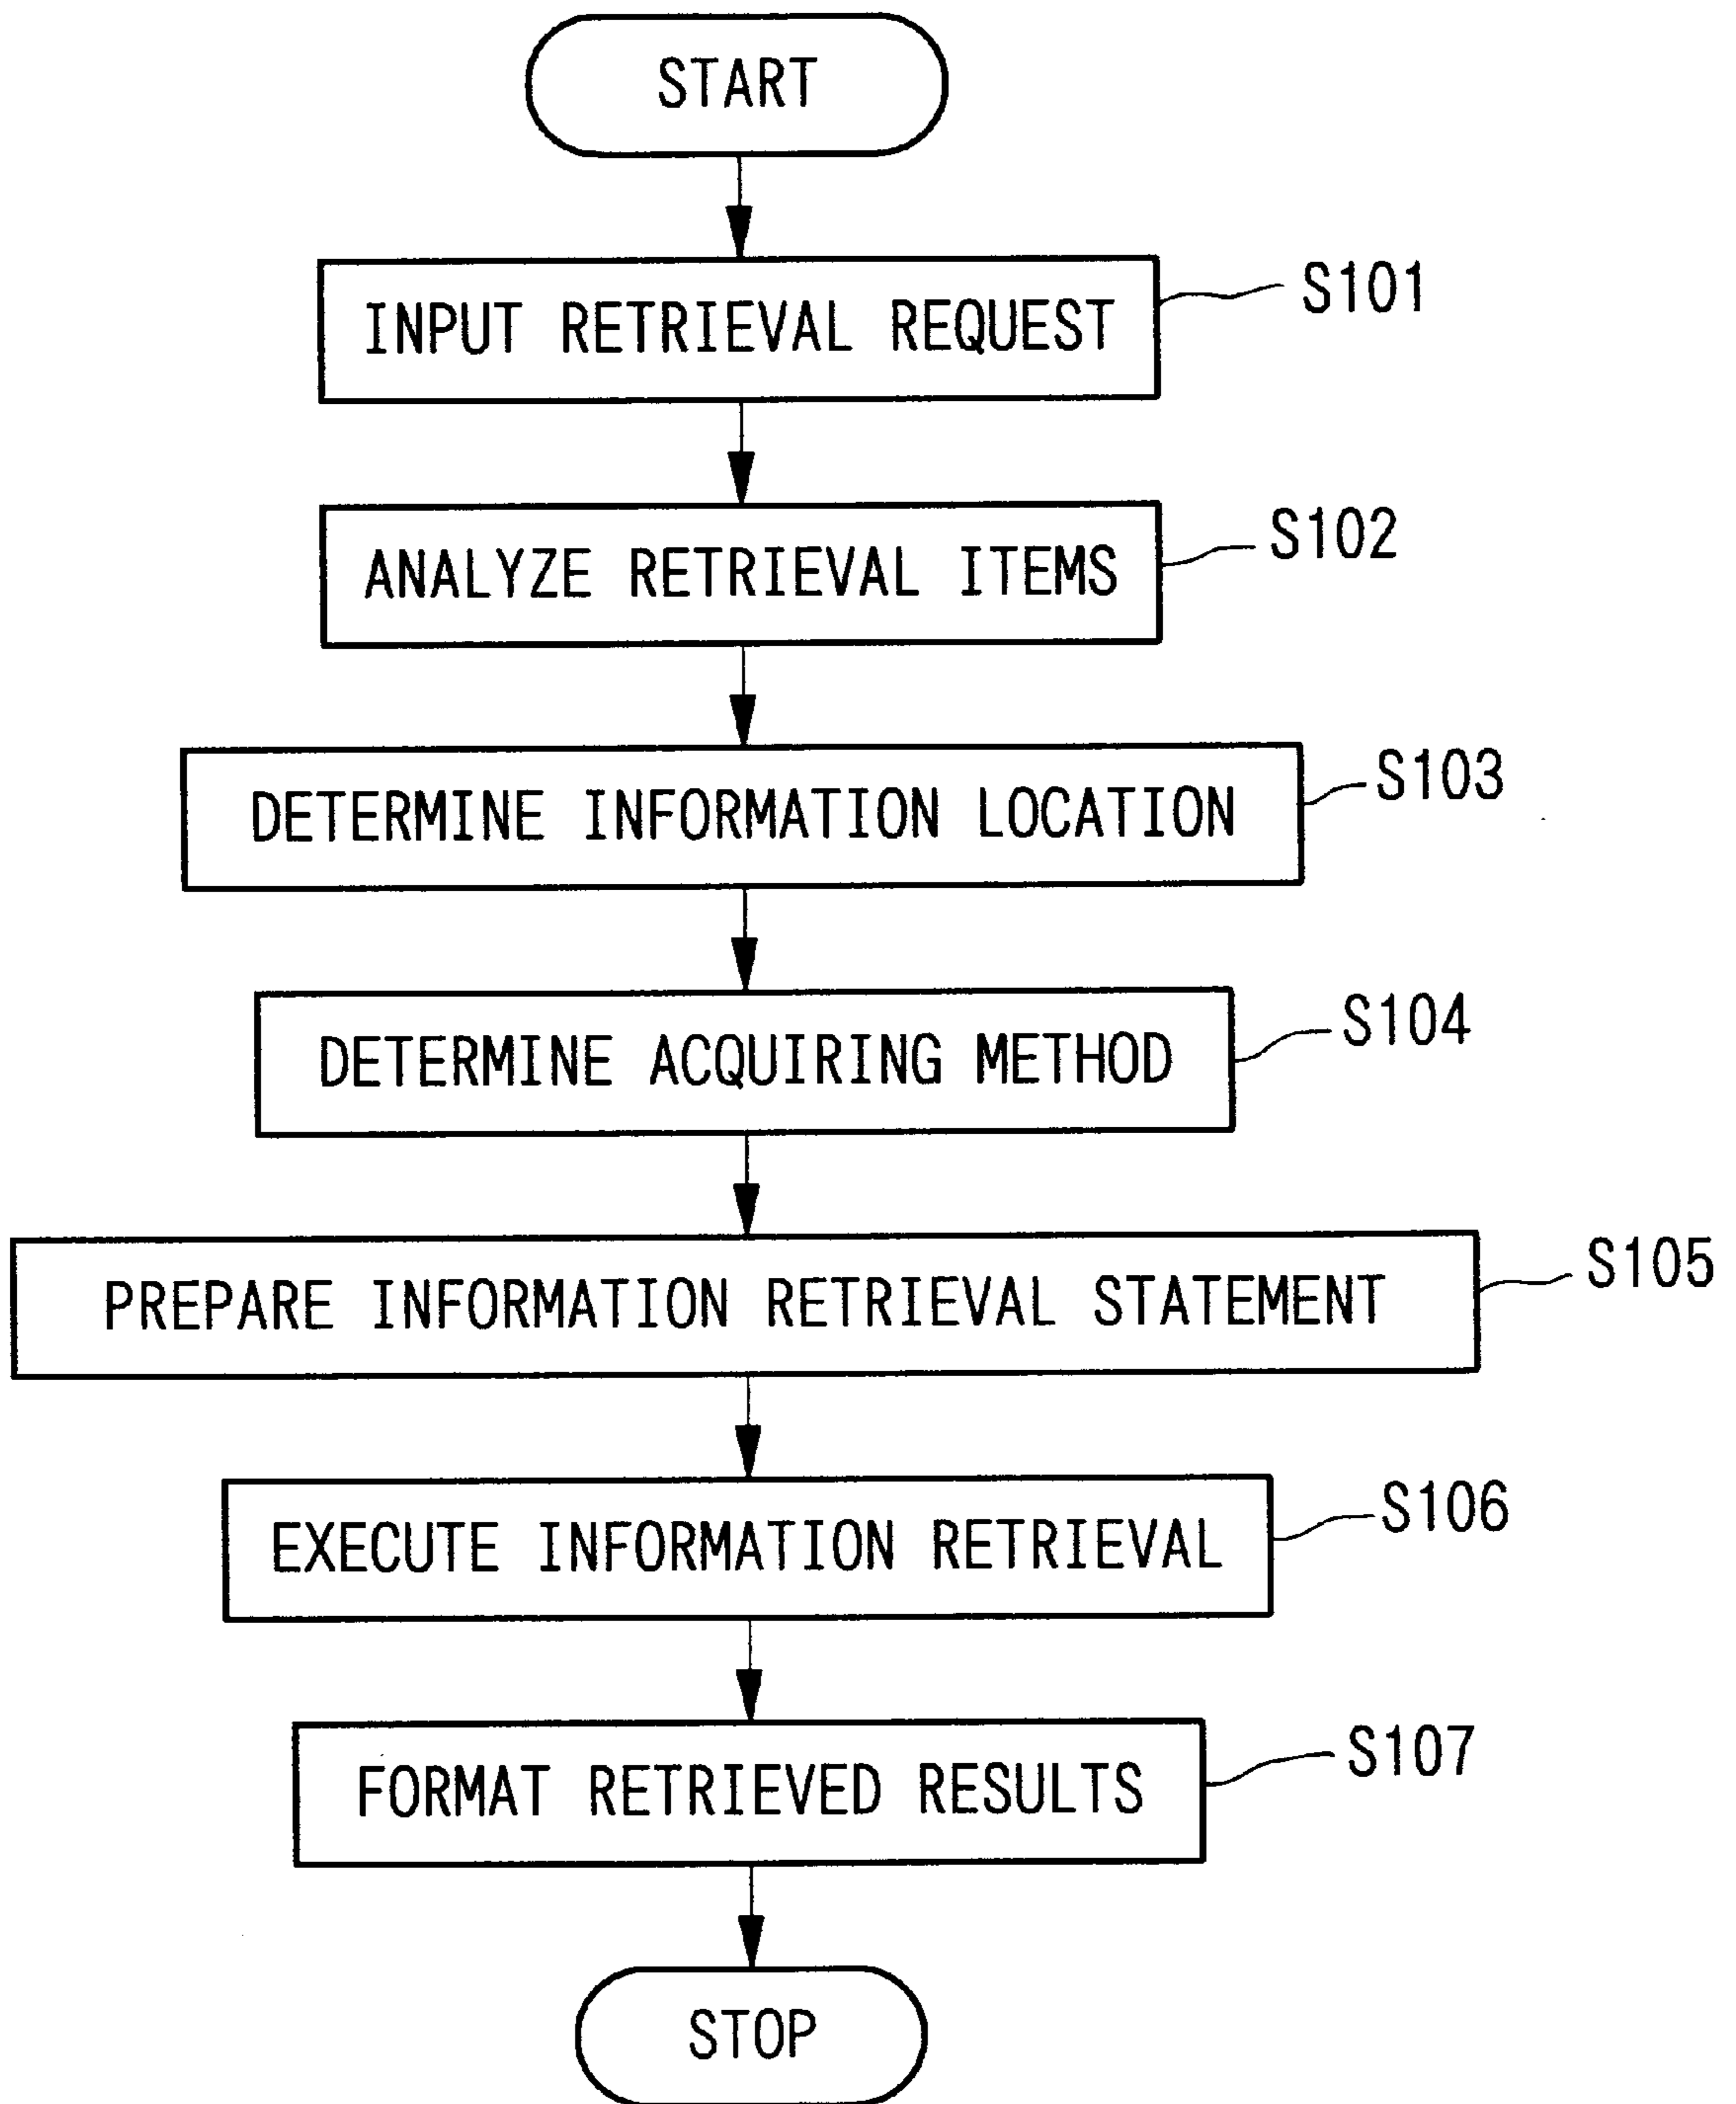 START
INPUT RETRIEVAL REQUEST
S101
ANALYZE RETRIEVAL ITEMS
S102
DETERMINE INFORMATION LOCATION
S103
DETERMINE ACQUIRING METHOD
S104
PREPARE INFORMATION RETRIEVAL STATEMENT
S105
EXECUTE INFORMATION RETRIEVAL
S106
FORMAT RETRIEVED RESULTS
S107
STOP